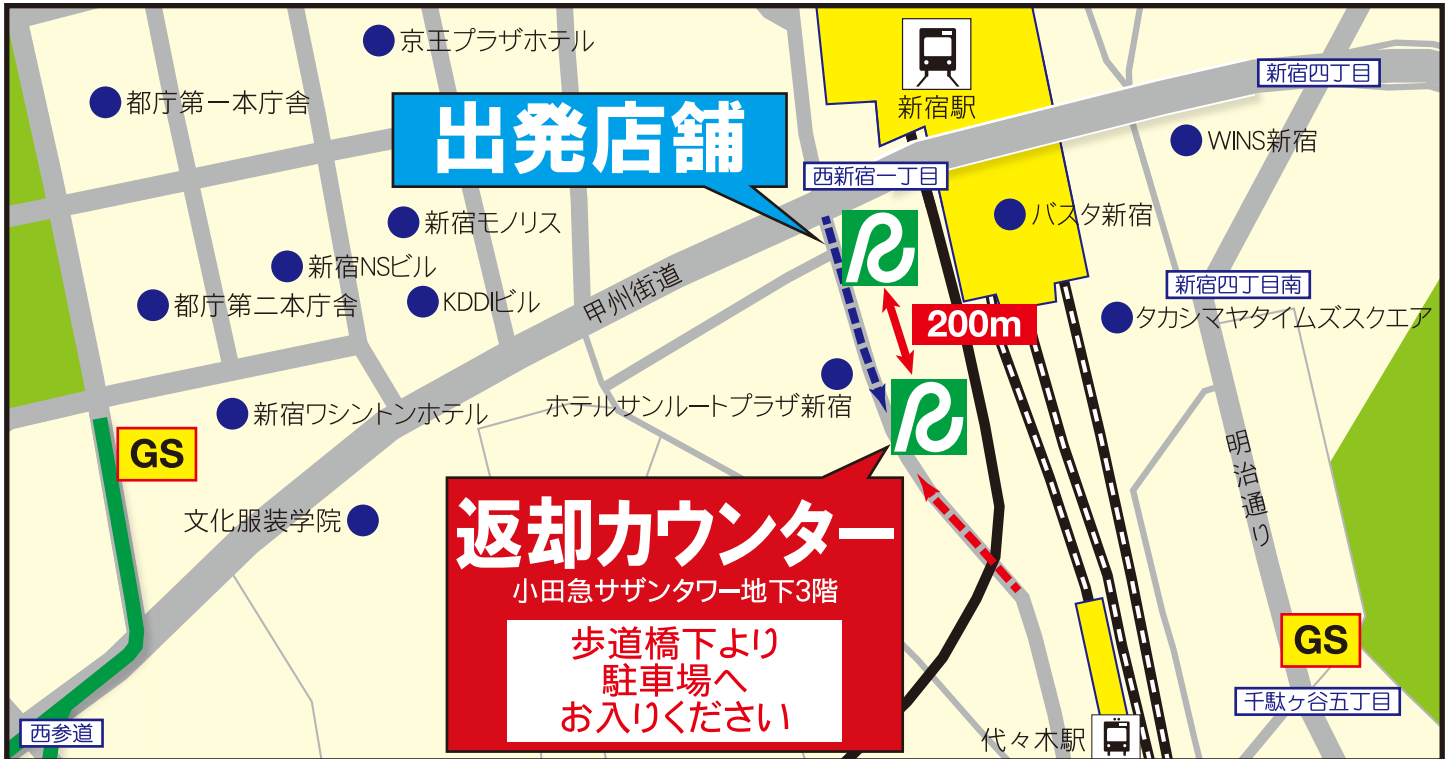 京王プラザホテル
都庁第一本庁舎
新宿駅
新宿四丁目
出発店舗
WINS新宿
西新宿一丁目
新宿モノリス
バスタ新宿
新宿NSビル
都庁第二本庁舎
KDDIビル
甲州街道
新宿四丁目南
200m
タカシマヤタイムズスクエア
新宿ワシントンホテル
ホテルサンルートプラザ新宿
GS
明治通り
文化服装学院
返却カウンター
小田急サザンタワー地下3階
歩道橋下より
駐車場へ
お入りください
GS
千駄ヶ谷五丁目
西参道
代々木駅